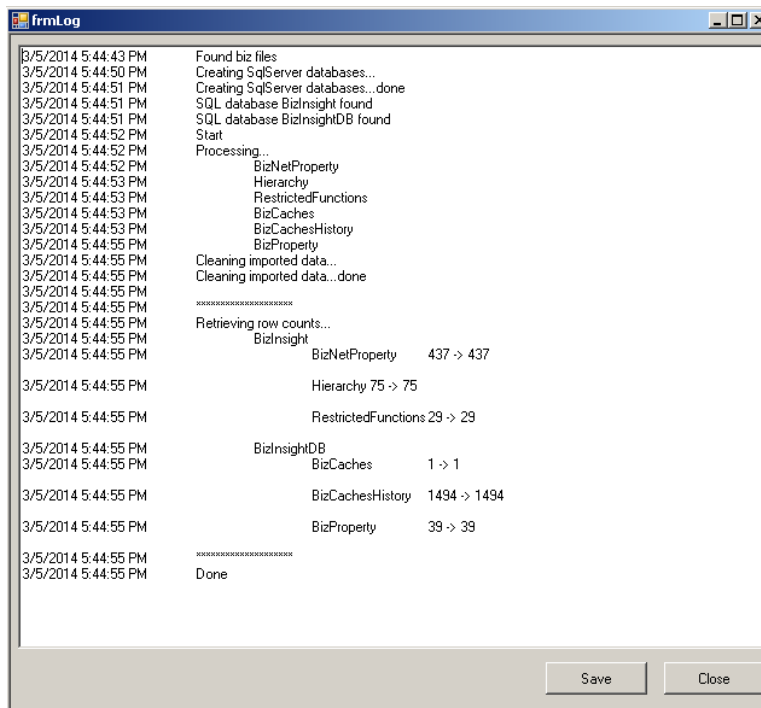 frmLog
3/5/2014 5:44:43 PM Found biz files
3/5/2014 5:44:50 PM Creating SqlServer databases...
3/5/2014 5:44:51 PM Creating SqlServer databases...done
3/5/2014 5:44:51 PM SQL database BizInsight found
3/5/2014 5:44:51 PM SQL database BizInsightDB found
3/5/2014 5:44:52 PM Start
3/5/2014 5:44:52 PM Processing...
3/5/2014 5:44:52 PM BizNetProperty
3/5/2014 5:44:53 PM Hierarchy
3/5/2014 5:44:53 PM RestrictedFunctions
3/5/2014 5:44:53 PM BizCaches
3/5/2014 5:44:53 PM BizCachesHistory
3/5/2014 5:44:55 PM BizProperty
3/5/2014 5:44:55 PM Cleaning imported data...
3/5/2014 5:44:55 PM Cleaning imported data...done
3/5/2014 5:44:55 PM
3/5/2014 5:44:55 PM ********************
3/5/2014 5:44:55 PM Retrieving row counts...
3/5/2014 5:44:55 PM BizInsight
3/5/2014 5:44:55 PM BizNetProperty 437 -> 437
3/5/2014 5:44:55 PM Hierarchy 75 -> 75
3/5/2014 5:44:55 PM RestrictedFunctions 29 -> 29
3/5/2014 5:44:55 PM BizInsightDB
3/5/2014 5:44:55 PM BizCaches 1 -> 1
3/5/2014 5:44:55 PM BizCachesHistory 1494 -> 1494
3/5/2014 5:44:55 PM BizProperty 39 -> 39
3/5/2014 5:44:55 PM ********************
3/5/2014 5:44:55 PM Done
Save Close